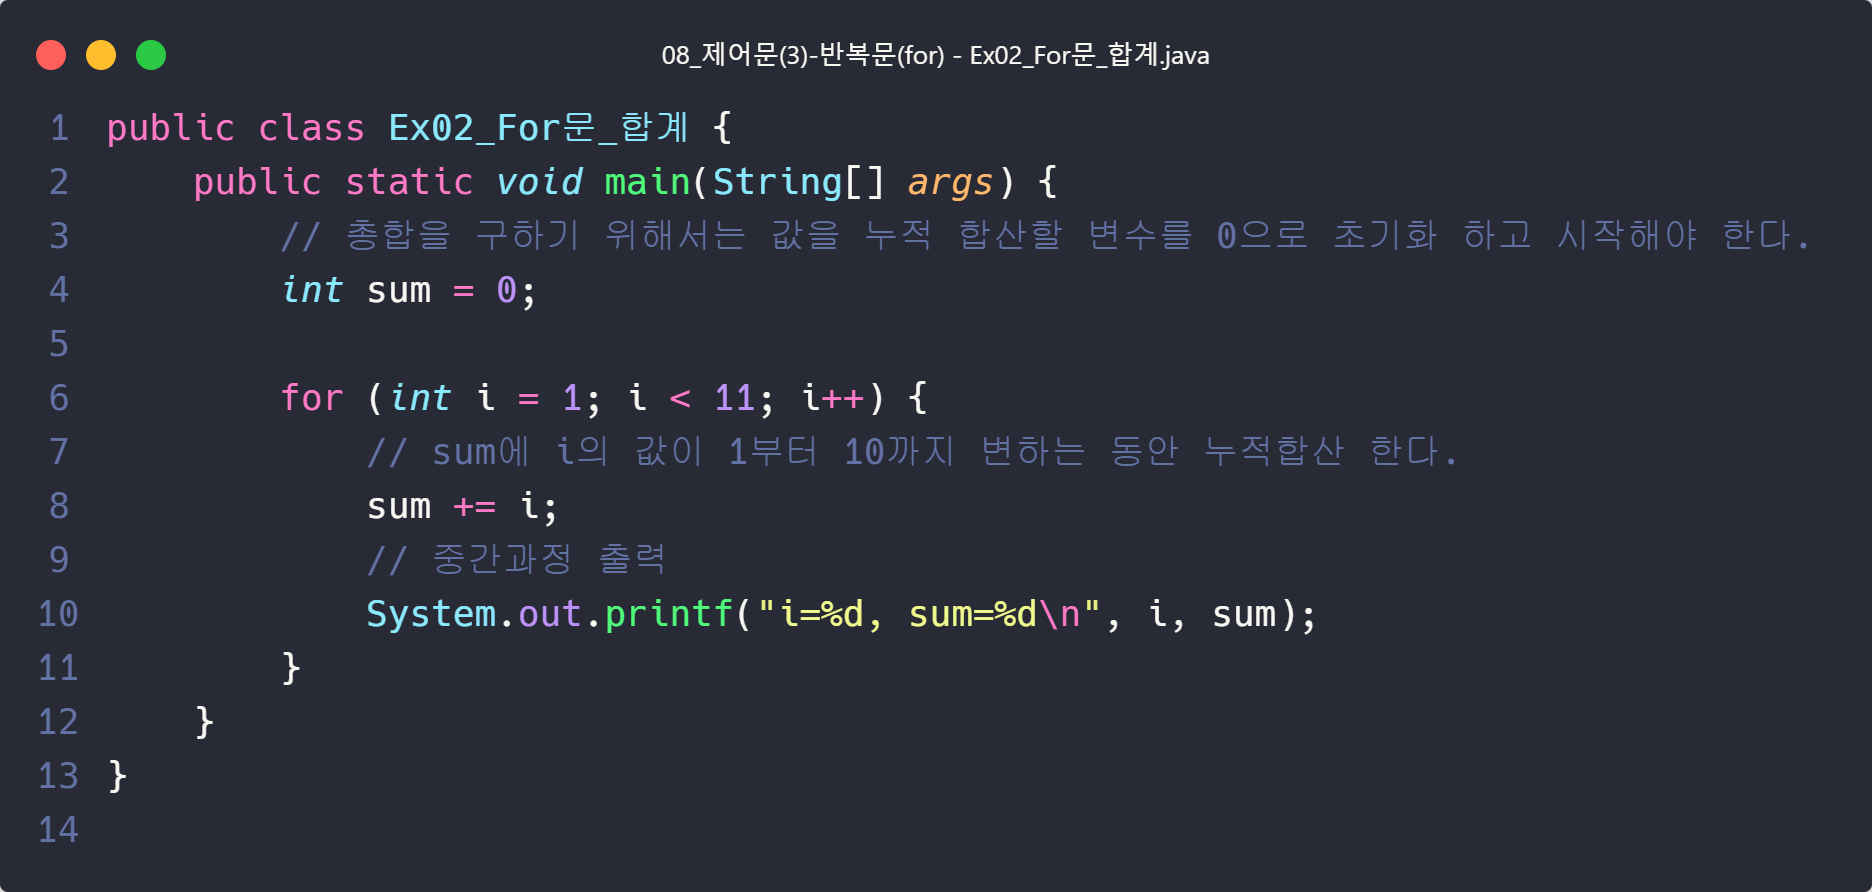 08_제어문(3)-반복문(for) - Ex02_For문_합계.java
1 public class Ex02_For문_합계 {
2     public static void main(String[] args) {
3         // 총합을 구하기 위해서는 값을 누적 합산할 변수를 0으로 초기화 하고 시작해야 한다.
4         int sum = 0;
5
6         for (int i = 1; i < 11; i++) {
7             // sum에 i의 값이 1부터 10까지 변하는 동안 누적합산 한다.
8             sum += i;
9             // 중간과정 출력
10             System.out.printf("i=%d, sum=%d\n", i, sum);
11         }
12     }
13 }
14